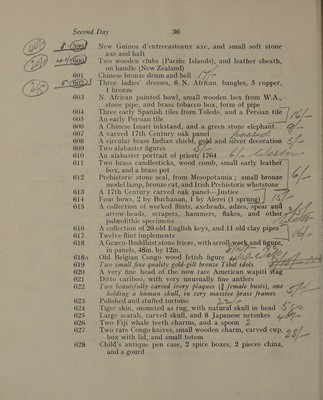 Second Day 36
New Guinea d'entrecasteaux axe, and small soft stone
axe and haft
Two wooden clubs (Pacific Islands), and leather sheath,
on handle (New Zealand)
601 Chinese bronze drum and bell
Three ladies' dresses, 6 N. African bangles, 5 copper,
1 bronze
603 N. African painted bowl, small wooden box from W.A.,
stone pipe, and brass tobacco box, form of pipe
604 Three early Spanish tiles from Toledo, and a Persian tile
605 An early Persian tile
606 A Chinese Imari inkstand, and a green stone elephant
607 A carved 17th Century oak panel
608 A circular brass Indian shield, gold and silver decoration
609 Two alabaster figures
610 An alabaster portrait of priest, 1764
611 Two brass candlesticks, wood comb, small early leather
box, and a brass pot
612 Prehistoric stone seal, from Mesopotamia; small bronze
model lamp, bronze cat, and Irish Prehistoric whetstone
613 A 17th Century carved oak panel—Justice
614 Four bows, 2 by Buchanan, 1 by Alervi (1 sprung)
615 A collection of worked flints, axeheads, adzes, spear and
arrow-heads, scrapers, hammers, flakes, and other
palæolithic specimens
616 A collection of 26 old English keys, and 11 old clay pipes
617 Twelve flint implements
618 A Græco-Buddhist stone frieze, with scroll-work and figure,
in panels, 48in. by 12in.
618A Old Belgian Congo wood fetish figure
619 Two small fine quality gold-gilt bronze Tibet idols
620 A very fine head of the now rare American wapiti stag
621 Ditto caribou, with very unusually fine antlers
622 Two beautifully carved ivory plaques (¾ female busts), one
holding a human skull, in very massive brass frames
623 Polished and stuffed tortoise
624 Tiger skin, mounted as rug, with natural skull in head
625 Large scarab, carved skull, and 8 Japanese netsukes
626 Two Fiji whale teeth charms, and a spoon
627 Two rare Congo knives, small wooden charm, carved cup,
box with lid, and small totem
628 Child's antique pen case, 2 spice boxes, 2 pieces china,
and a gourd